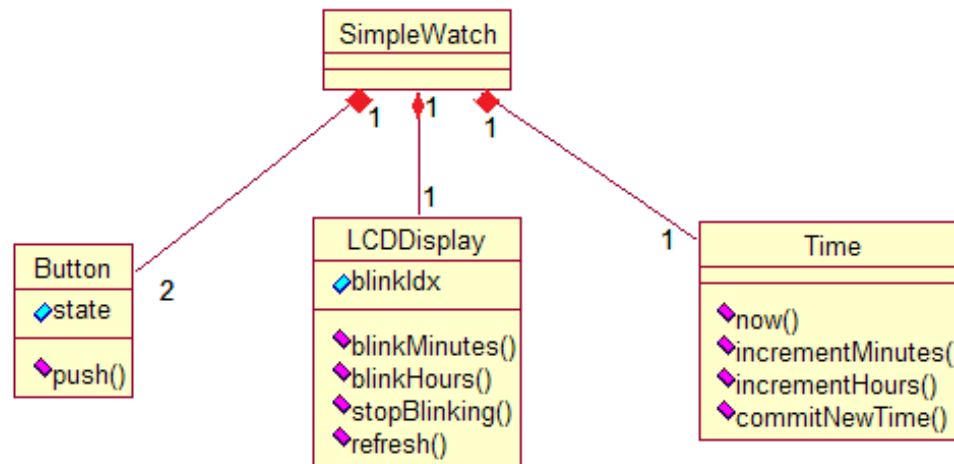 SimpleWatch
1
1
1
2
1
1
Button
state
push()
LCDDisplay
blinkIdx
blinkMinutes()
blinkHours()
stopBlinking()
refresh()
Time
now()
incrementMinutes(
incrementHours()
commitNewTime()